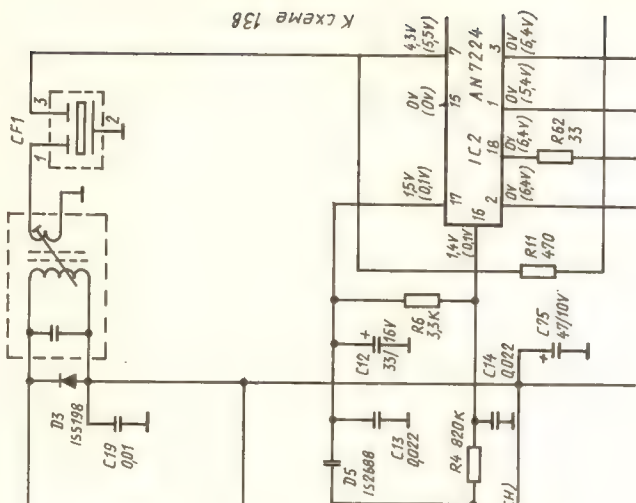 К схеме 138
CF1
1
3
2
D3
1S5198
C19
0,01
4,3V
(5,5V)
7
0V
(0V)
15
1,5V
(0,1V)
17
AN7224
IC2
3
0V
(6,4V)
1
0V
(5,4V)
18
0V
(6,4V)
2
0V
(6,4V)
16
1,4V
(0,1V
R62
33
R11
470
R6
3,3K
C12
+
33/16V
C13
0,022
D5
1S2688
R4 820K
C14
0,022
C75
+
47/10V